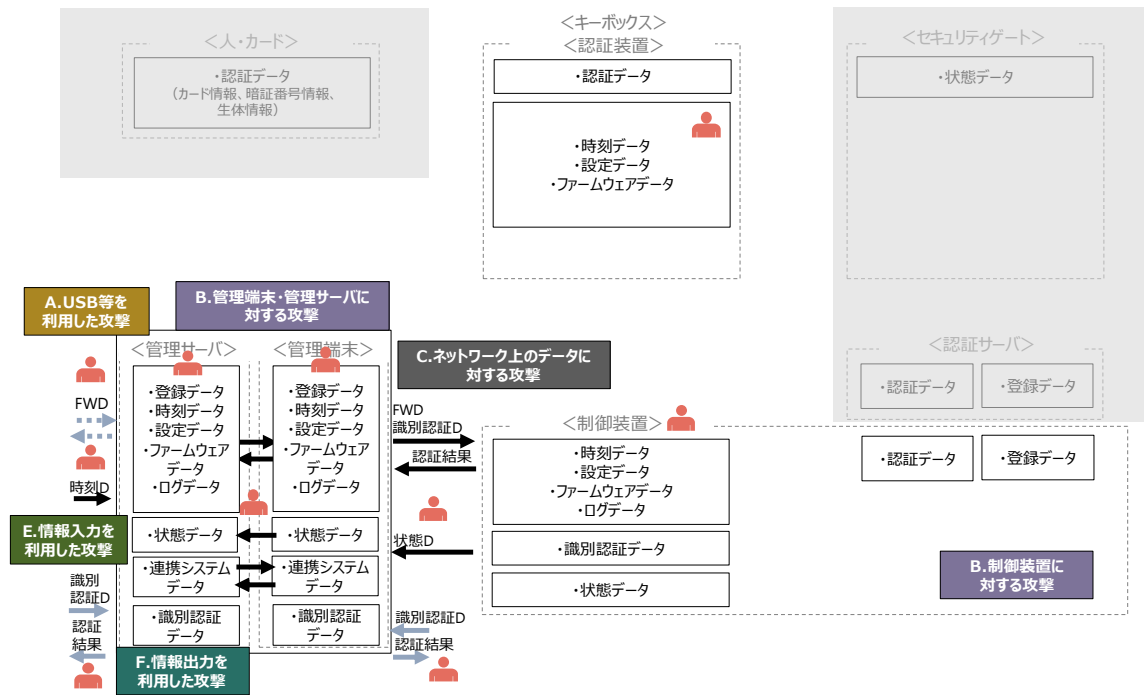 ＜人・カード＞
・認証データ
（カード情報、暗証番号情報、
生体情報）
＜キーボックス＞
＜認証装置＞
・認証データ
・時刻データ
・設定データ
・ファームウェアデータ
＜セキュリティゲート＞
・状態データ
＜認証サーバ＞
・認証データ
・登録データ
A.USB等を
利用した攻撃
B.管理端末・管理サーバに
対する攻撃
C.ネットワーク上のデータに
対する攻撃
＜管理サーバ＞
・登録データ
・時刻データ
・設定データ
・ファームウェア
データ
・ログデータ
・状態データ
・連携システム
データ
・識別認証
データ
＜管理端末＞
・登録データ
・時刻データ
・設定データ
・ファームウェア
データ
・ログデータ
・状態データ
・連携システム
データ
・識別認証
データ
FWD
時刻D
E.情報入力を
利用した攻撃
識別
認証D
認証
結果
F.情報出力を
利用した攻撃
FWD
識別認証D
認証結果
状態D
識別認証D
認証結果
＜制御装置＞
・時刻データ
・設定データ
・ファームウェアデータ
・ログデータ
・識別認証データ
・状態データ
・認証データ
・登録データ
B.制御装置に
対する攻撃